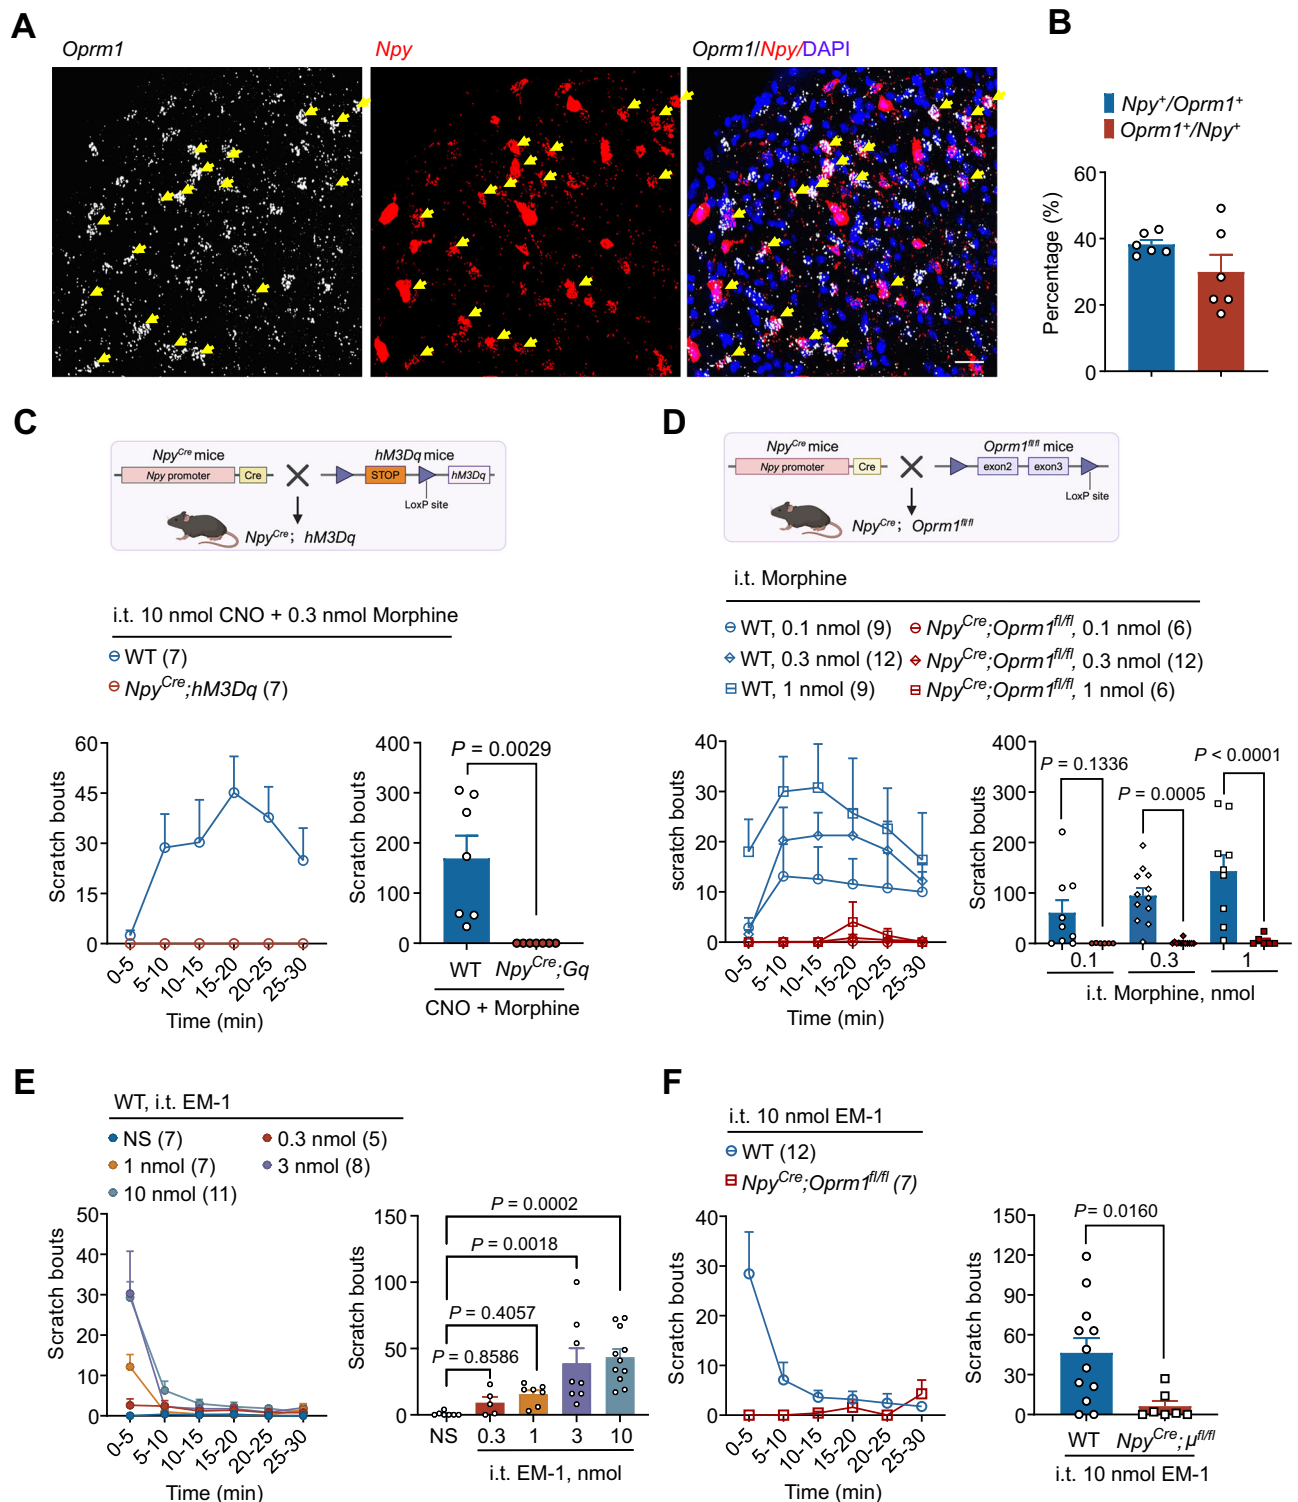 A
Oprm1
Npy
Oprm1/Npy/DAPI
B
Npy+/Oprm1+
Oprm1+/Npy+
Percentage (%)
60
40
20
0
C
NpyCre mice
hM3Dq mice
Npy promoter
Cre
STOP
hM3Dq
LoxP site
NpyCre; hM3Dq
i.t. 10 nmol CNO + 0.3 nmol Morphine
WT (7)
NpyCre;hM3Dq (7)
Scratch bouts
60
45
30
15
0
0-5
5-10
10-15
15-20
20-25
25-30
Time (min)
Scratch bouts
400
300
200
100
0
P = 0.0029
WT
NpyCre;Gq
CNO + Morphine
D
NpyCre mice
Oprm1fl/fl mice
Npy promoter
Cre
exon2
exon3
LoxP site
NpyCre; Oprm1fl/fl
i.t. Morphine
WT, 0.1 nmol (9)
NpyCre;Oprm1fl/fl, 0.1 nmol (6)
WT, 0.3 nmol (12)
NpyCre;Oprm1fl/fl, 0.3 nmol (12)
WT, 1 nmol (9)
NpyCre;Oprm1fl/fl, 1 nmol (6)
scratch bouts
40
30
20
10
0
0-5
5-10
10-15
15-20
20-25
25-30
Time (min)
Scratch bouts
400
300
200
100
0
P = 0.1336
P = 0.0005
P < 0.0001
0.1
0.3
1
i.t. Morphine, nmol
E
WT, i.t. EM-1
NS (7)
0.3 nmol (5)
1 nmol (7)
3 nmol (8)
10 nmol (11)
Scratch bouts
50
40
30
20
10
0
0-5
5-10
10-15
15-20
20-25
25-30
Time (min)
Scratch bouts
150
100
50
0
P = 0.0002
P = 0.0018
P = 0.4057
P = 0.8586
NS
0.3
1
3
10
i.t. EM-1, nmol
F
i.t. 10 nmol EM-1
WT (12)
NpyCre;Oprm1fl/fl (7)
Scratch bouts
40
30
20
10
0
0-5
5-10
10-15
15-20
20-25
25-30
Time (min)
Scratch bouts
150
120
90
60
30
0
P= 0.0160
WT
NpyCre; µfl/fl
i.t. 10 nmol EM-1